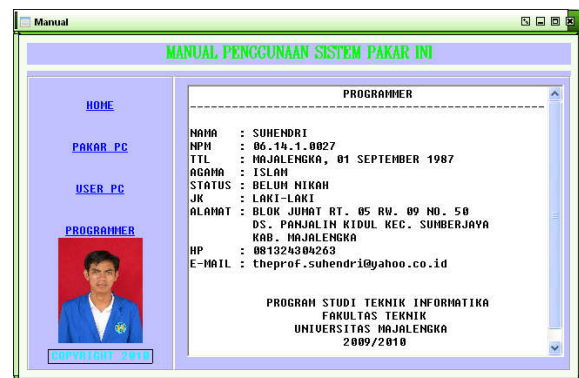 Manual
MANUAL PENGGUNAAN SISTEM PAKAR INI
HOME
PAKAR PC
USER PC
PROGRAMMER
COPYRIGHT 2010
PROGRAMMER
--------------------------------------------------
NAMA : SUHENDRI
NPM : 06.14.1.0027
TTL : MAJALENGKA, 01 SEPTEMBER 1987
AGAMA : ISLAM
STATUS : BELUM NIKAH
JK : LAKI-LAKI
ALAMAT : BLOK JUMAT RT. 05 RW. 09 NO. 50
DS. PANJALIN KIDUL KEC. SUMBERJAYA
KAB. MAJALENGKA
HP : 081324304263
E-MAIL : theprof.suhendri@yahoo.co.id
PROGRAM STUDI TEKNIK INFORMATIKA
FAKULTAS TEKNIK
UNIVERSITAS MAJALENGKA
2009/2010